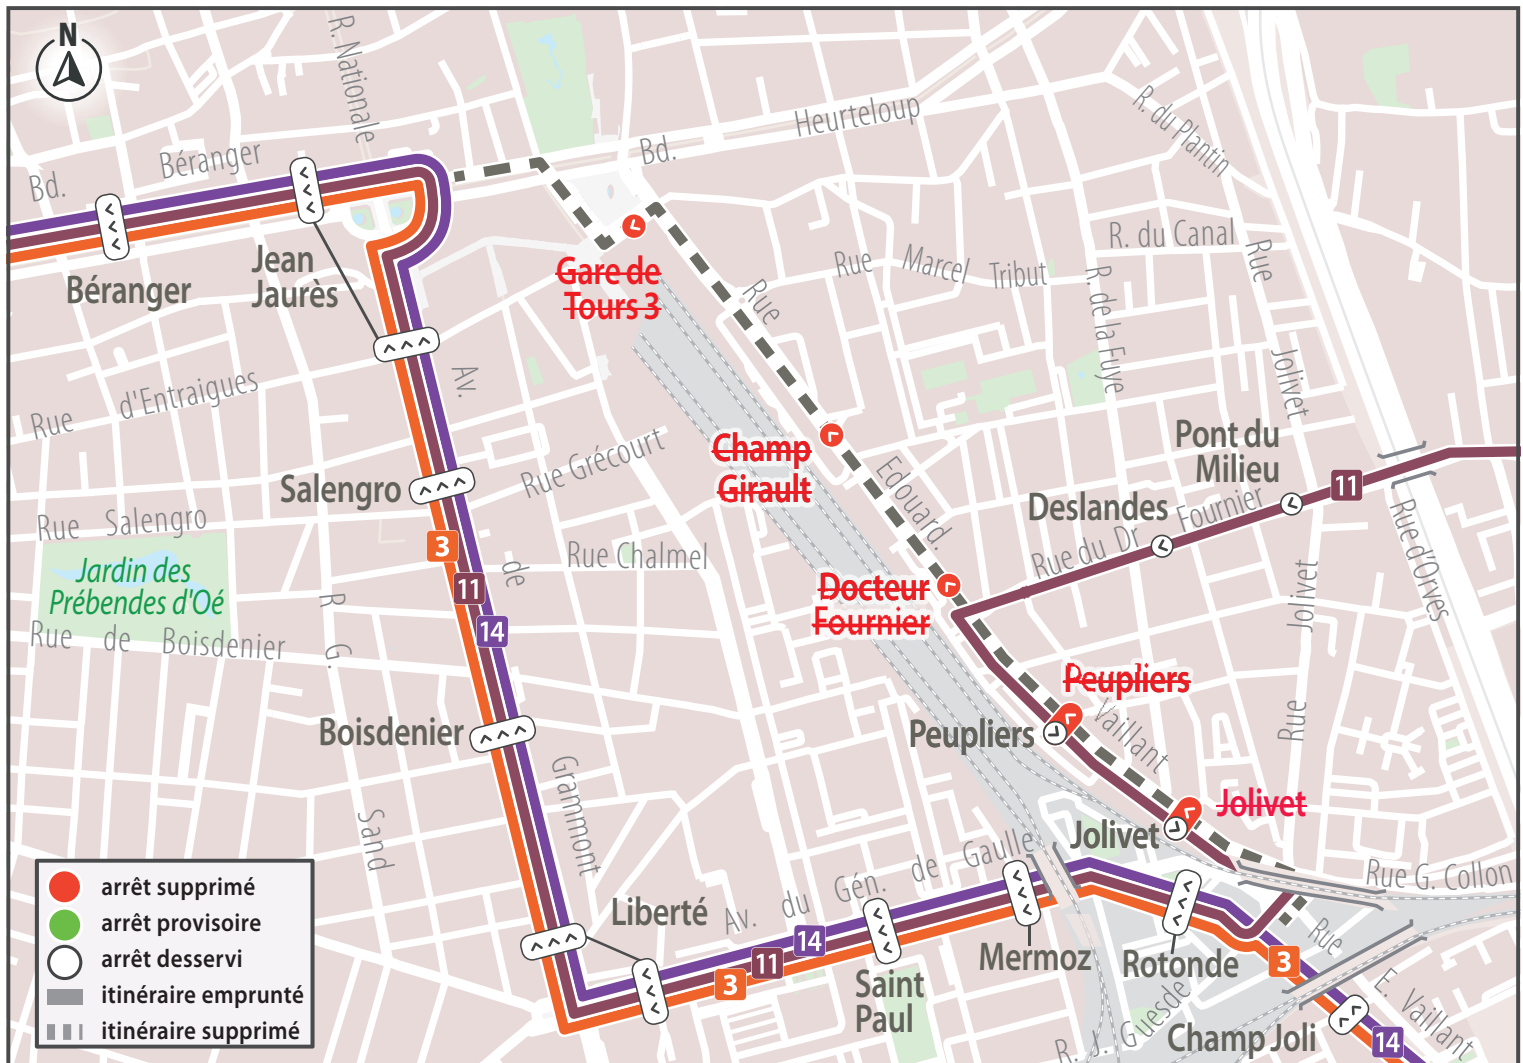 N
R. Nationale
Bd.
Béranger
Bd.
Heurteloup
R. du Plantin
Béranger
Jean
Jaurès
Gare de
Tours 3
Rue
Rue
Marcel
Tribut
R. du Canal
R. de la Fuye
Rue
Jolivet
Rue
d'Entraigues
Av.
Salengro
Rue Grécourt
Champ
Girault
Edouard.
Pont du
Milieu
Deslandes
11
Rue du Dr
Fournier
Rue d'Orves
Rue
Salengro
Jardin des
Prébendes d'Oé
Rue
de
Boisdenier
3
11
14
de
Rue Chalmel
Docteur
Fournier
Jolivet
Rue
R
G.
Sand
Boisdenier
Grammont
Peupliers
Peupliers
Vaillant
Jolivet
Jolivet
Rue G. Collon
arrêt supprimé
arrêt provisoire
arrêt desservi
itinéraire emprunté
itinéraire supprimé
Liberté
Av.
du
Gén.
de
Gaulle
3
11
14
Saint
Paul
Mermoz
Rotonde
3
Rue
E. Vaillant
R. J. Guesde
Champ Joli
14